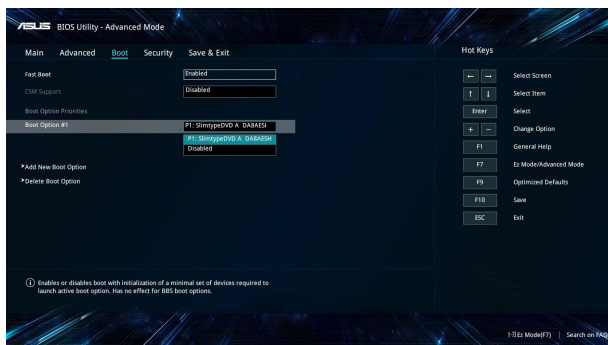 ASUS BIOS Utility - Advanced Mode
Main Advanced Boot Security Save & Exit
Hot Keys
Fast Boot Enabled
CSM Support Disabled
Boot Option Priorities
Boot Option #1 P1: SlimtypeDVD A DA8AESH
P1: SlimtypeDVD A DA8AESH
Disabled
Add New Boot Option
Delete Boot Option
← → Select Screen
↑ ↓ Select Item
Enter Select
+ − Change Option
F1 General Help
F7 Ez Mode/Advanced Mode
F9 Optimized Defaults
F10 Save
ESC Exit
Enables or disables boot with initialization of a minimal set of devices required to
launch active boot option. Has no effect for BBS boot options.
Ez Mode(F7) | Search on FAQ